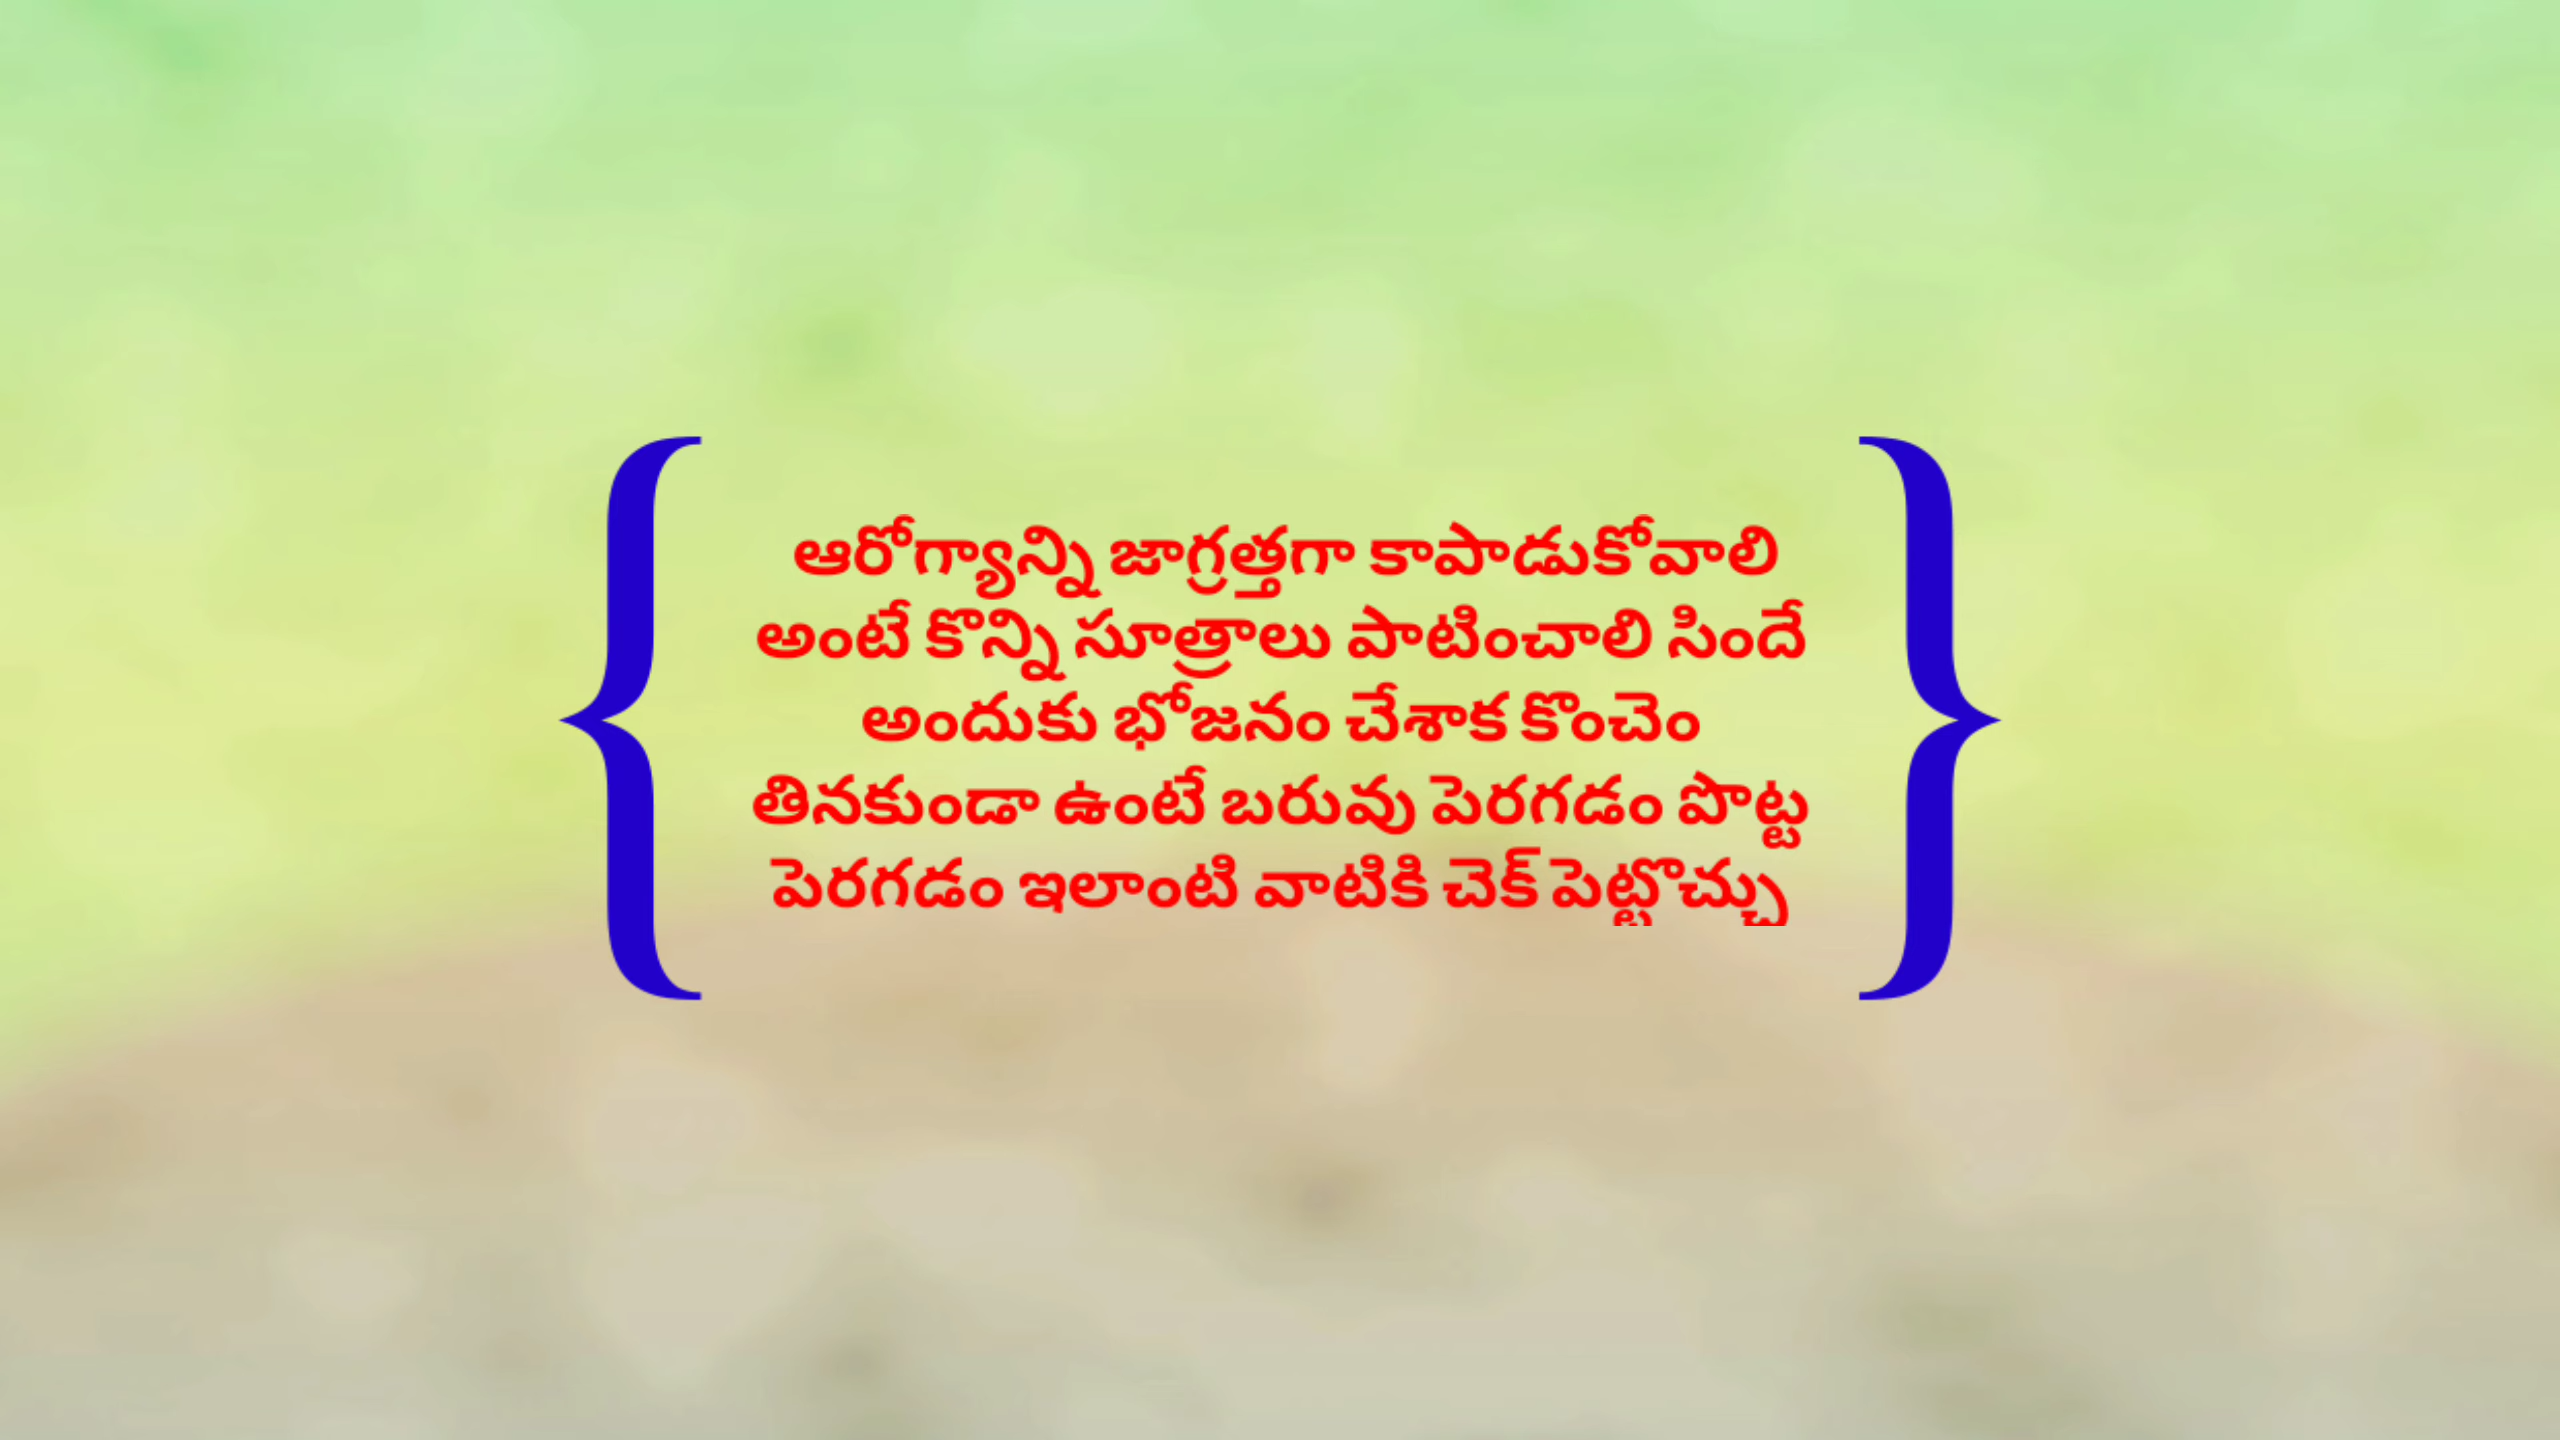 ఆరోగ్యాన్ని జాగ్రత్తగా కాపాడుకోవాలి
అంటే కొన్ని సూత్రాలు పాటించాలి సిందే
అందుకు భోజనం చేశాక కొంచెం
తినకుండా ఉంటే బరువు పెరగడం పొట్ట
పెరగడం ఇలాంటి వాటికి చెక్ పెట్టొచ్చు